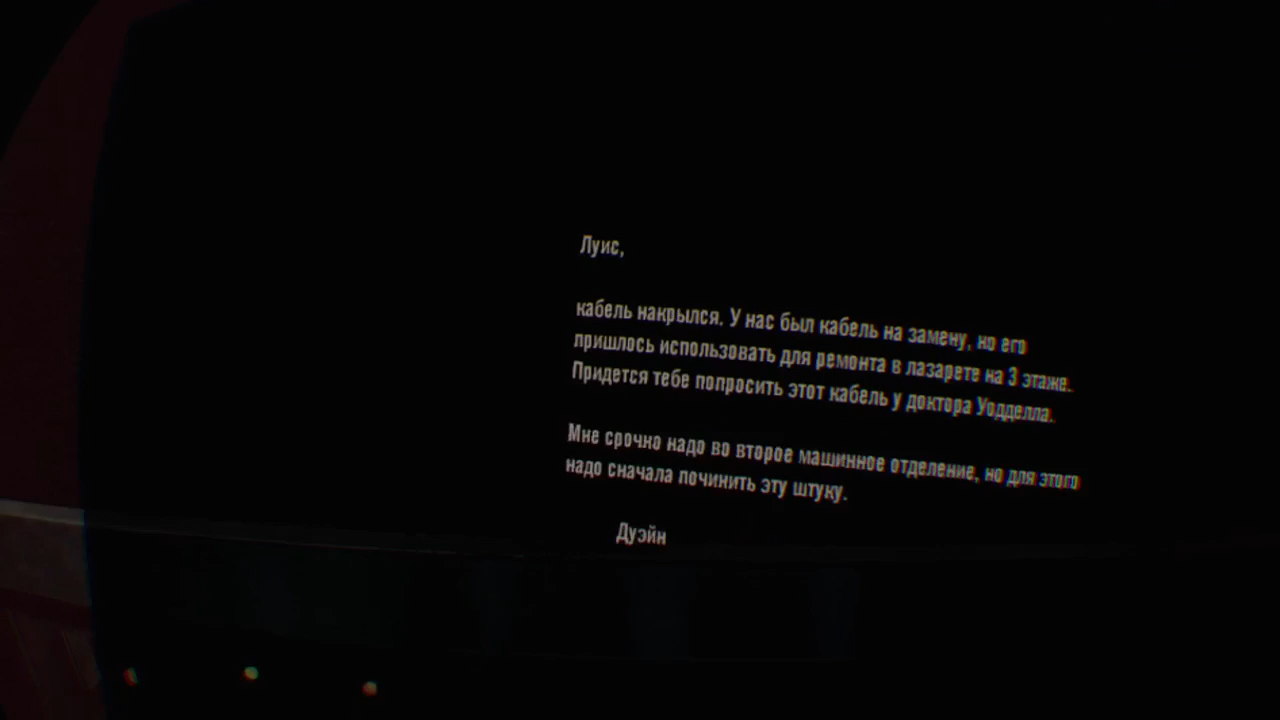 Луис,
кабель накрылся. У нас был кабель на замену, но его
пришлось использовать для ремонта в лазарете на 3 этаже.
Придется тебе попросить этот кабель у доктора Уодделла.
Мне срочно надо во второе машинное отделение, но для этого
надо сначала починить эту штуку.
Дуэйн